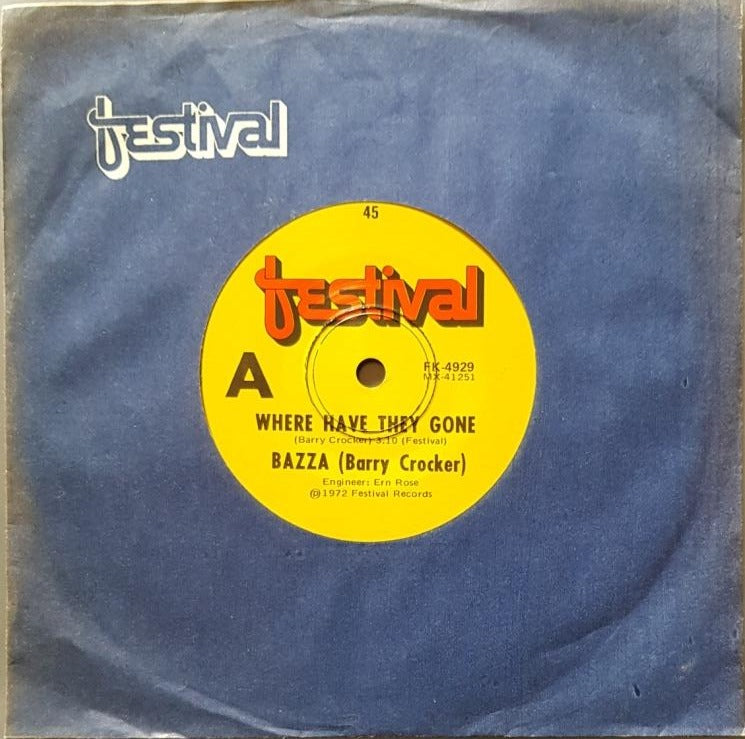 festival
45
festival
A
FK-4929
MX-41251
WHERE HAVE THEY GONE
(Barry Crocker) 3.10 (Festival)
BAZZA (Barry Crocker)
Engineer: Ern Rose
@1972 Festival Records